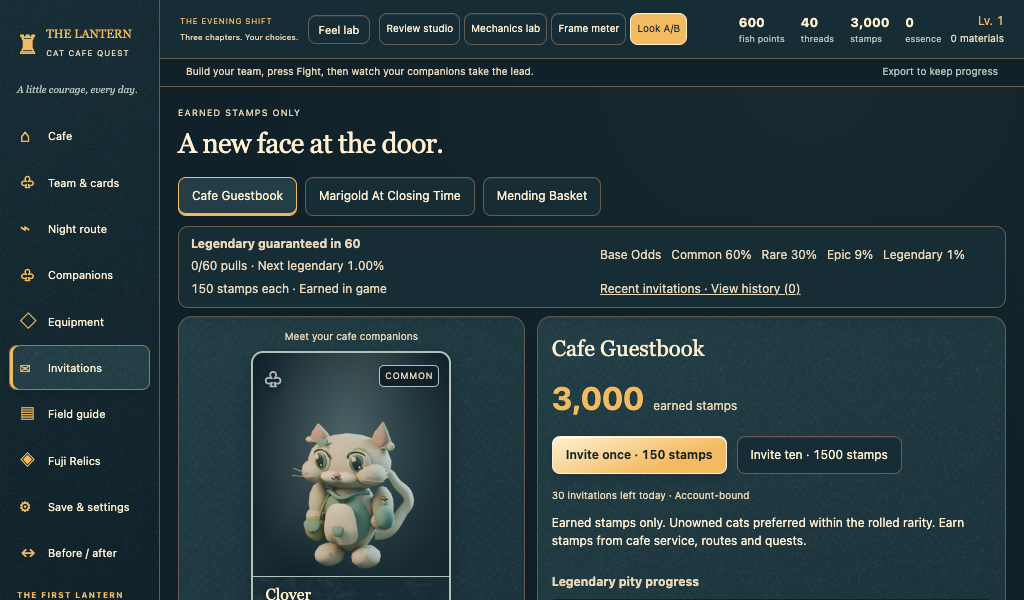 THE LANTERN
CAT CAFE QUEST
A little courage, every day.
Cafe
Team & cards
Night route
Companions
Equipment
Invitations
Field guide
Fuji Relics
Save & settings
Before / after
THE FIRST LANTERN
THE EVENING SHIFT
Three chapters. Your choices.
Feel lab
Review studio
Mechanics lab
Frame meter
Look A/B
600
fish points
40
threads
3,000
stamps
0
essence
Lv. 1
0 materials
Build your team, press Fight, then watch your companions take the lead.
Export to keep progress
EARNED STAMPS ONLY
A new face at the door.
Cafe Guestbook
Marigold At Closing Time
Mending Basket
Legendary guaranteed in 60
0/60 pulls · Next legendary 1.00%
150 stamps each · Earned in game
Base Odds Common 60% Rare 30% Epic 9% Legendary 1%
Recent invitations · View history (0)
Meet your cafe companions
COMMON
Clover
Cafe Guestbook
3,000 earned stamps
Invite once · 150 stamps
Invite ten · 1500 stamps
30 invitations left today · Account-bound
Earned stamps only. Unowned cats preferred within the rolled rarity. Earn
stamps from cafe service, routes and quests.
Legendary pity progress